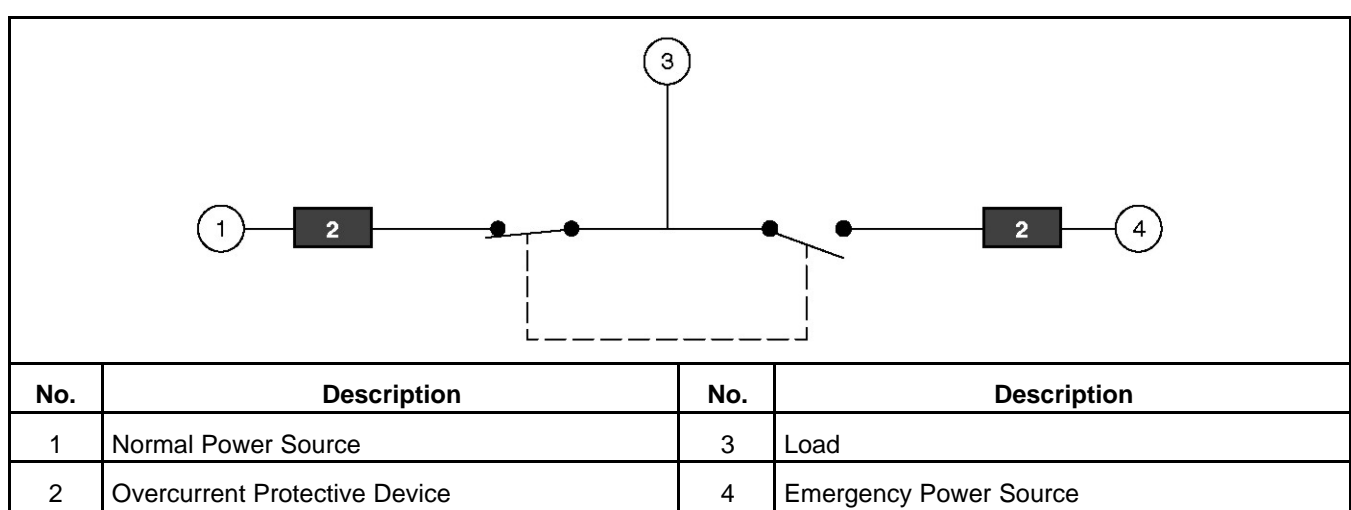 3
1 2 2 4
No. Description No. Description
1 Normal Power Source 3 Load
2 Overcurrent Protective Device 4 Emergency Power Source